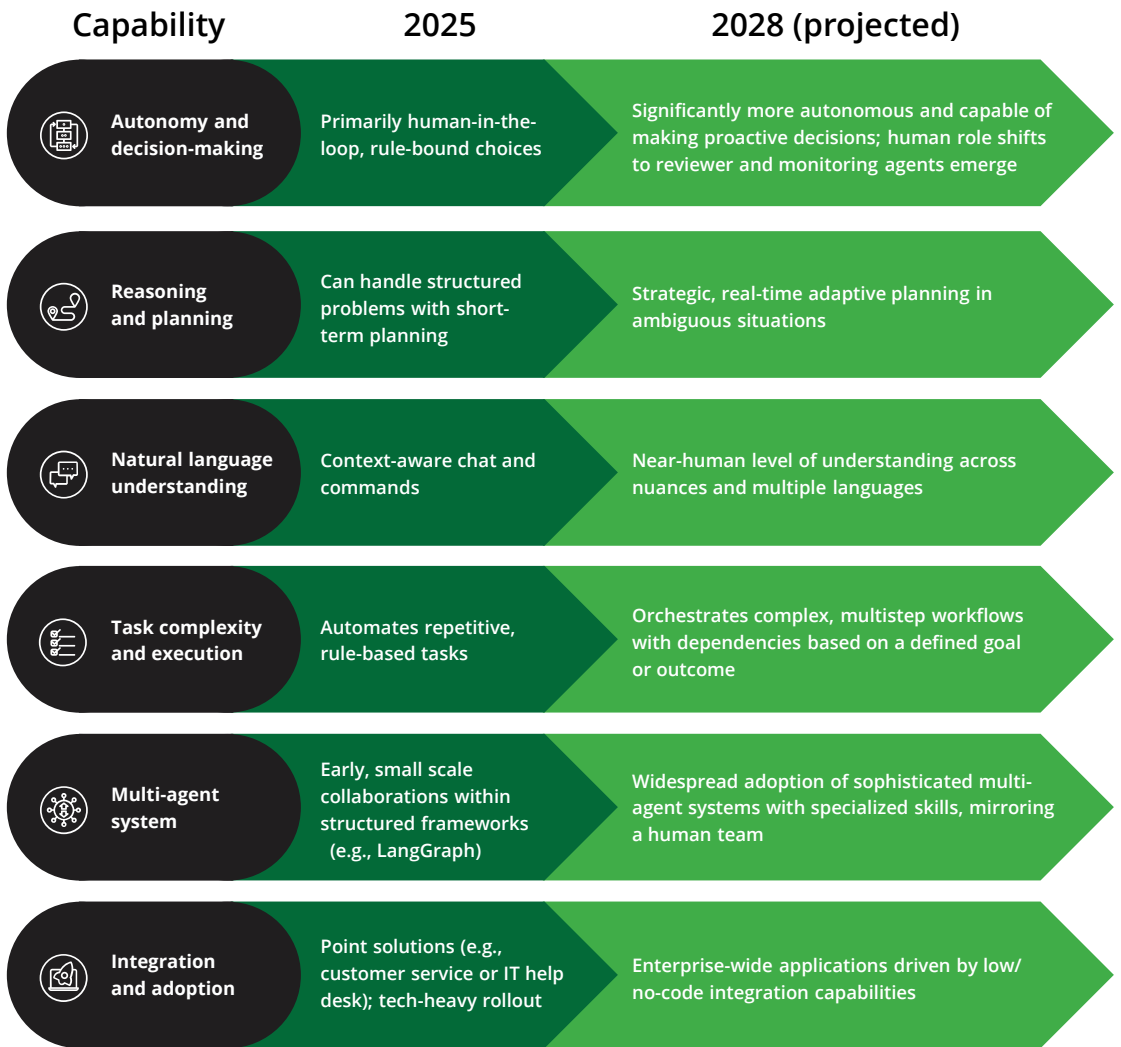 Capability
2025
2028 (projected)
Autonomy and
decision-making
Primarily human-in-the-
loop, rule-bound choices
Significantly more autonomous and capable of
making proactive decisions; human role shifts
to reviewer and monitoring agents emerge
Reasoning
and planning
Can handle structured
problems with short-
term planning
Strategic, real-time adaptive planning in
ambiguous situations
Natural language
understanding
Context-aware chat and
commands
Near-human level of understanding across
nuances and multiple languages
Task complexity
and execution
Automates repetitive,
rule-based tasks
Orchestrates complex, multistep workflows
with dependencies based on a defined goal
or outcome
Multi-agent
system
Early, small scale
collaborations within
structured frameworks
(e.g., LangGraph)
Widespread adoption of sophisticated multi-
agent systems with specialized skills, mirroring
a human team
Integration
and adoption
Point solutions (e.g.,
customer service or IT help
desk); tech-heavy rollout
Enterprise-wide applications driven by low/
no-code integration capabilities